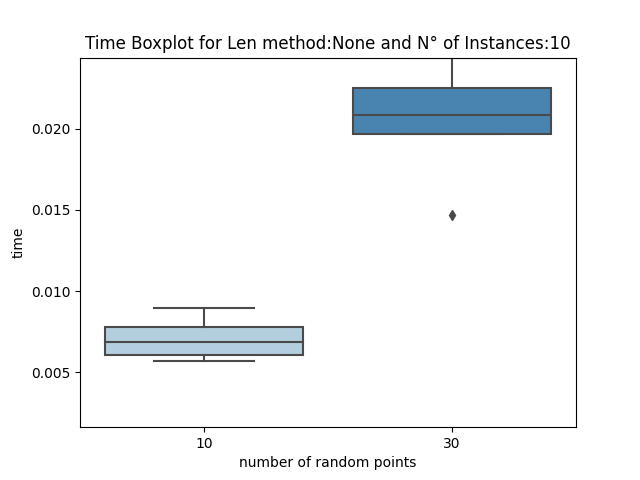 Time Boxplot for Len method:None and N° of Instances:10
0.020
0.015
0.010
0.005
time
10 30
number of random points